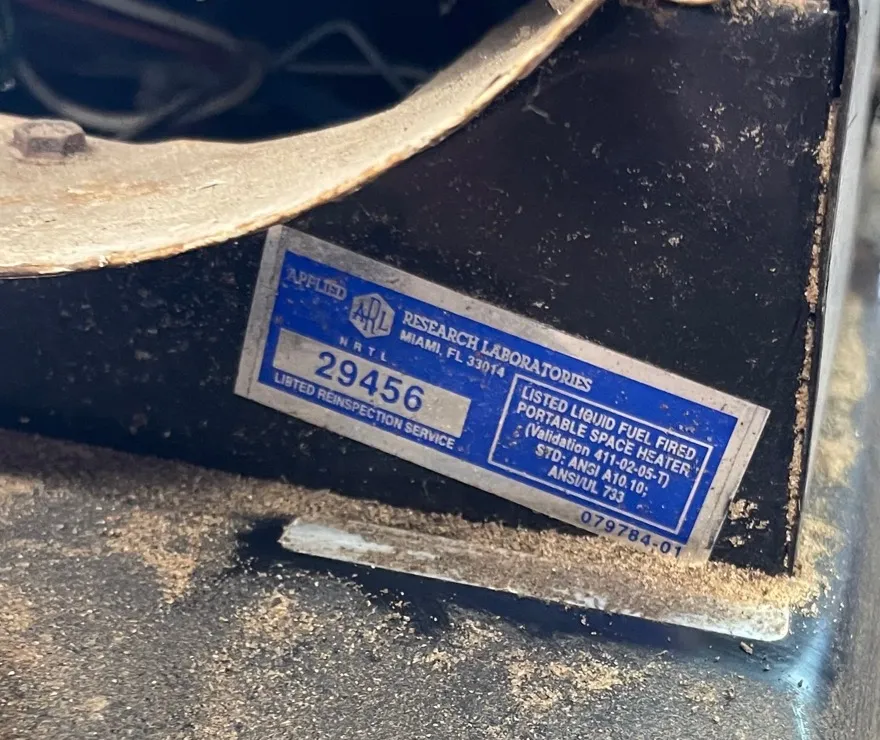 APPLIED ARL RESEARCH LABORATORIES
MIAMI, FL 33014
NRTL
29456
LISTED REINSPECTION SERVICE
LISTED LIQUID FUEL FIRED
PORTABLE SPACE HEATER
(Validation 411-02-05-T)
STD: ANSI A10.10;
ANSI/UL 733
079784-01